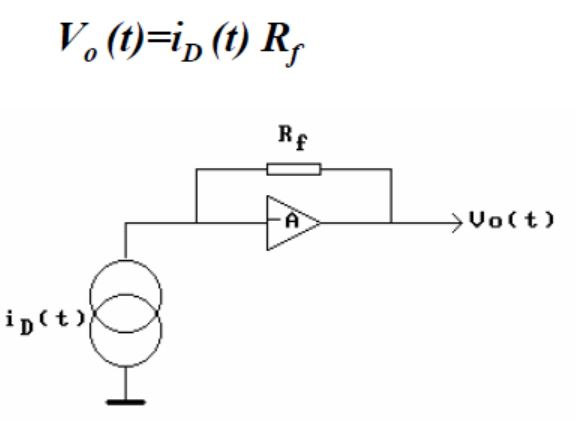 Vo (t)=iD (t) Rf
Rf
-A
Vo(t)
iD(t)